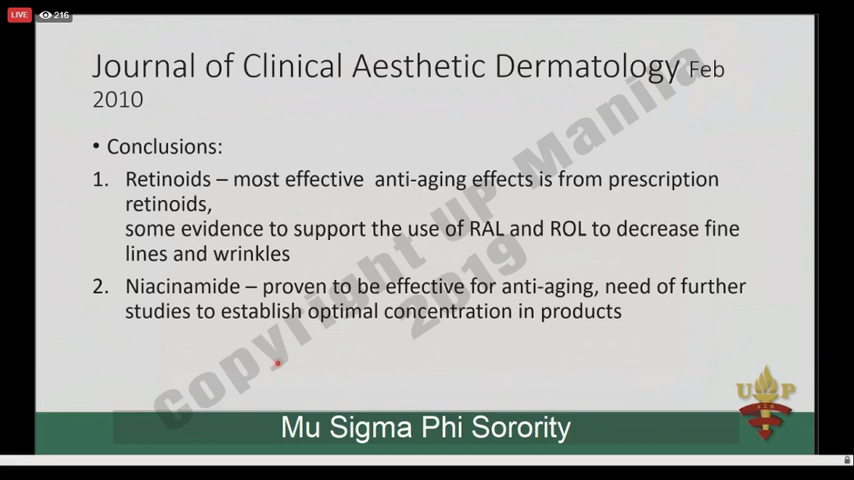 LIVE 216
Journal of Clinical Aesthetic Dermatology Feb
2010
• Conclusions:
1. Retinoids – most effective anti-aging effects is from prescription
retinoids,
some evidence to support the use of RAL and ROL to decrease fine
lines and wrinkles
2. Niacinamide – proven to be effective for anti-aging, need of further
studies to establish optimal concentration in products
Copyright UP Manila
2019
UP
Mu Sigma Phi Sorority